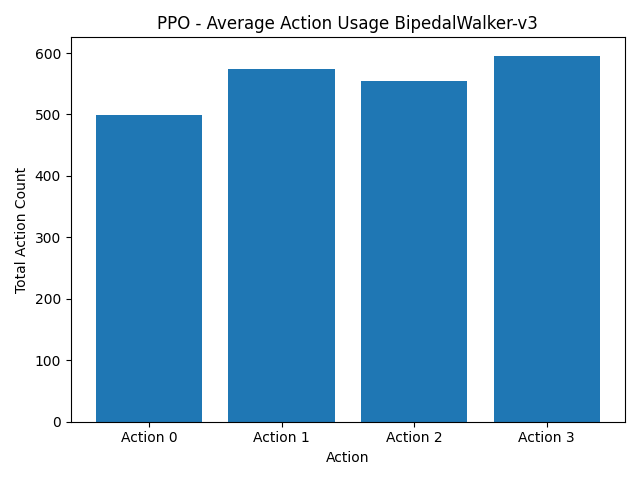 PPO - Average Action Usage BipedalWalker-v3
Total Action Count
600
500
400
300
200
100
0
Action 0 Action 1 Action 2 Action 3
Action